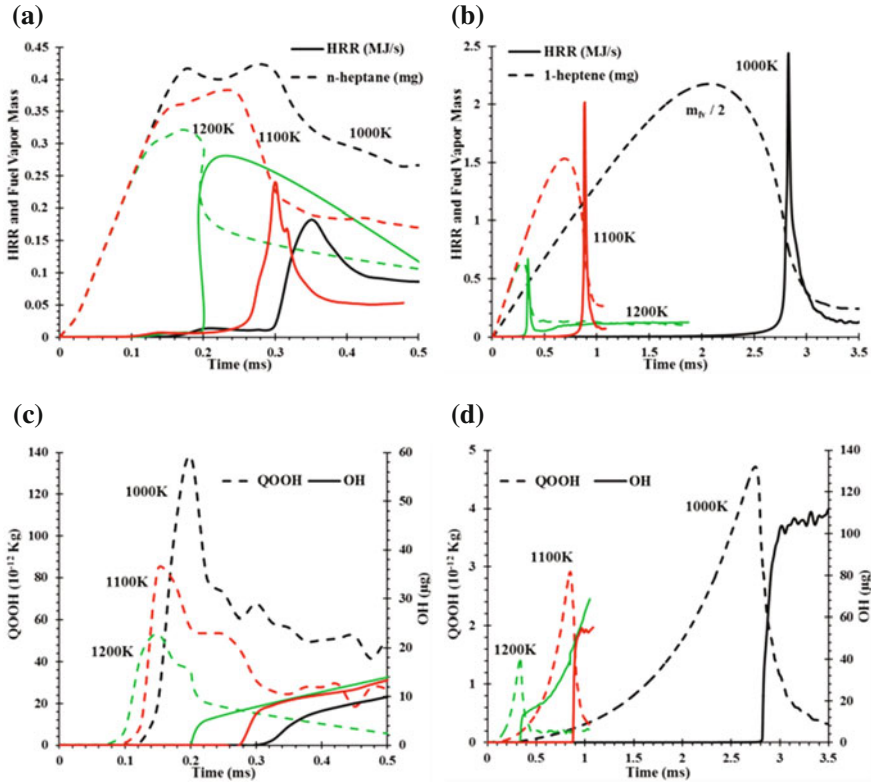 (a)
HRR and Fuel Vapor Mass
0.45
0.4
0.35
0.3
0.25
0.2
0.15
0.1
0.05
0
HRR (MJ/s)
n-heptane (mg)
1200K
1100K
1000K
0 0.1 0.2 0.3 0.4 0.5
Time (ms)
(b)
HRR and Fuel Vapor Mass
2.5
2
1.5
1
0.5
0
HRR (MJ/s)
1-heptene (mg)
1000K
m_fv / 2
1100K
1200K
0 0.5 1 1.5 2 2.5 3 3.5
Time (ms)
(c)
QOOH (10⁻¹² Kg)
140
120
100
80
60
40
20
0
QOOH OH
1000K
1100K
1200K
60
50
40
30
20
10
0
OH (µg)
0 0.1 0.2 0.3 0.4 0.5
Time (ms)
(d)
QOOH (10⁻¹² Kg)
5
4
3
2
1
0
QOOH OH
1000K
1100K
1200K
140
120
100
80
60
40
20
0
OH (µg)
0 0.5 1 1.5 2 2.5 3 3.5
Time (ms)